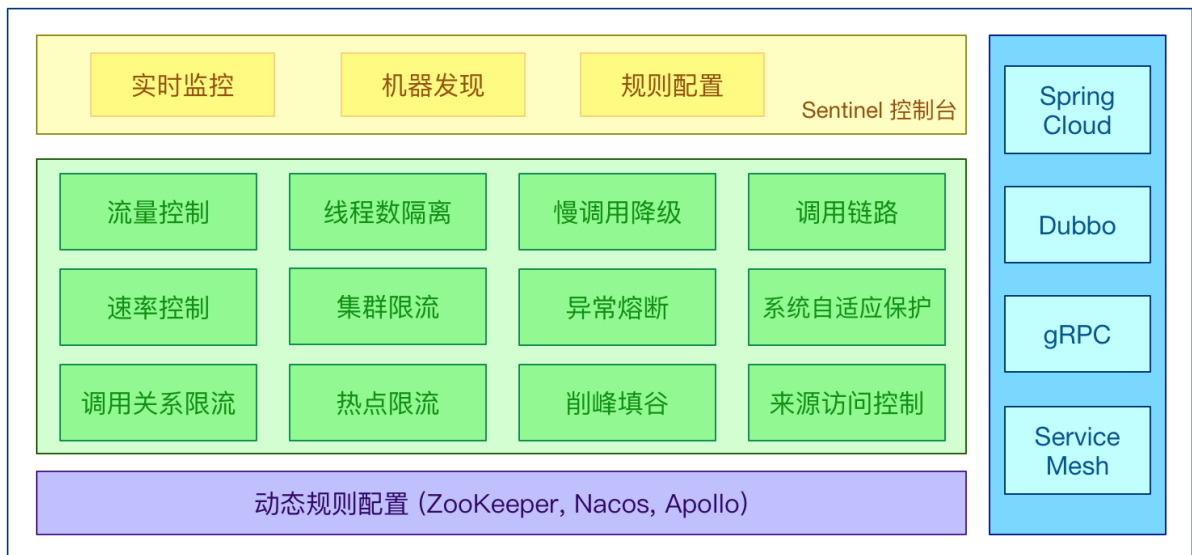 实时监控
机器发现
规则配置
Sentinel 控制台
流量控制
线程数隔离
慢调用降级
调用链路
速率控制
集群限流
异常熔断
系统自适应保护
调用关系限流
热点限流
削峰填谷
来源访问控制
动态规则配置 (ZooKeeper, Nacos, Apollo)
Spring
Cloud
Dubbo
gRPC
Service
Mesh